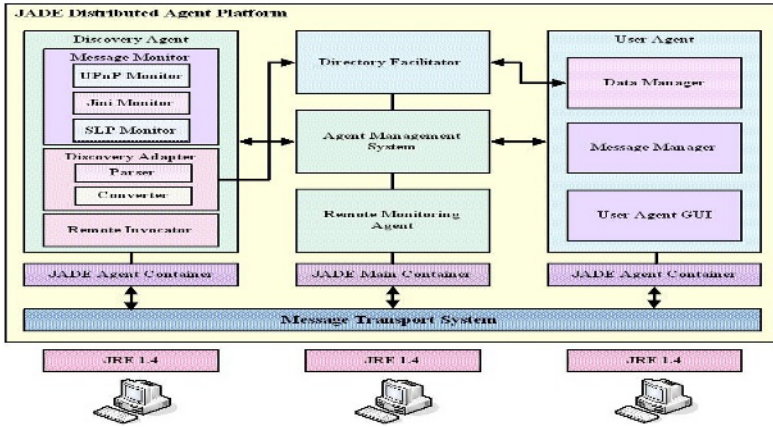 JADE Distributed Agent Platform
Discovery Agent
Message Monitor
UPnP Monitor
Jini Monitor
SLP Monitor
Discovery Adapter
Parser
Converter
Remote Invocator
JADE Agent Container
Directory Facilitator
Agent Management
System
Remote Monitoring
Agent
JADE Main Container
User Agent
Data Manager
Message Manager
User Agent GUI
JADE Agent Container
Message Transport System
JRE 1.4
JRE 1.4
JRE 1.4